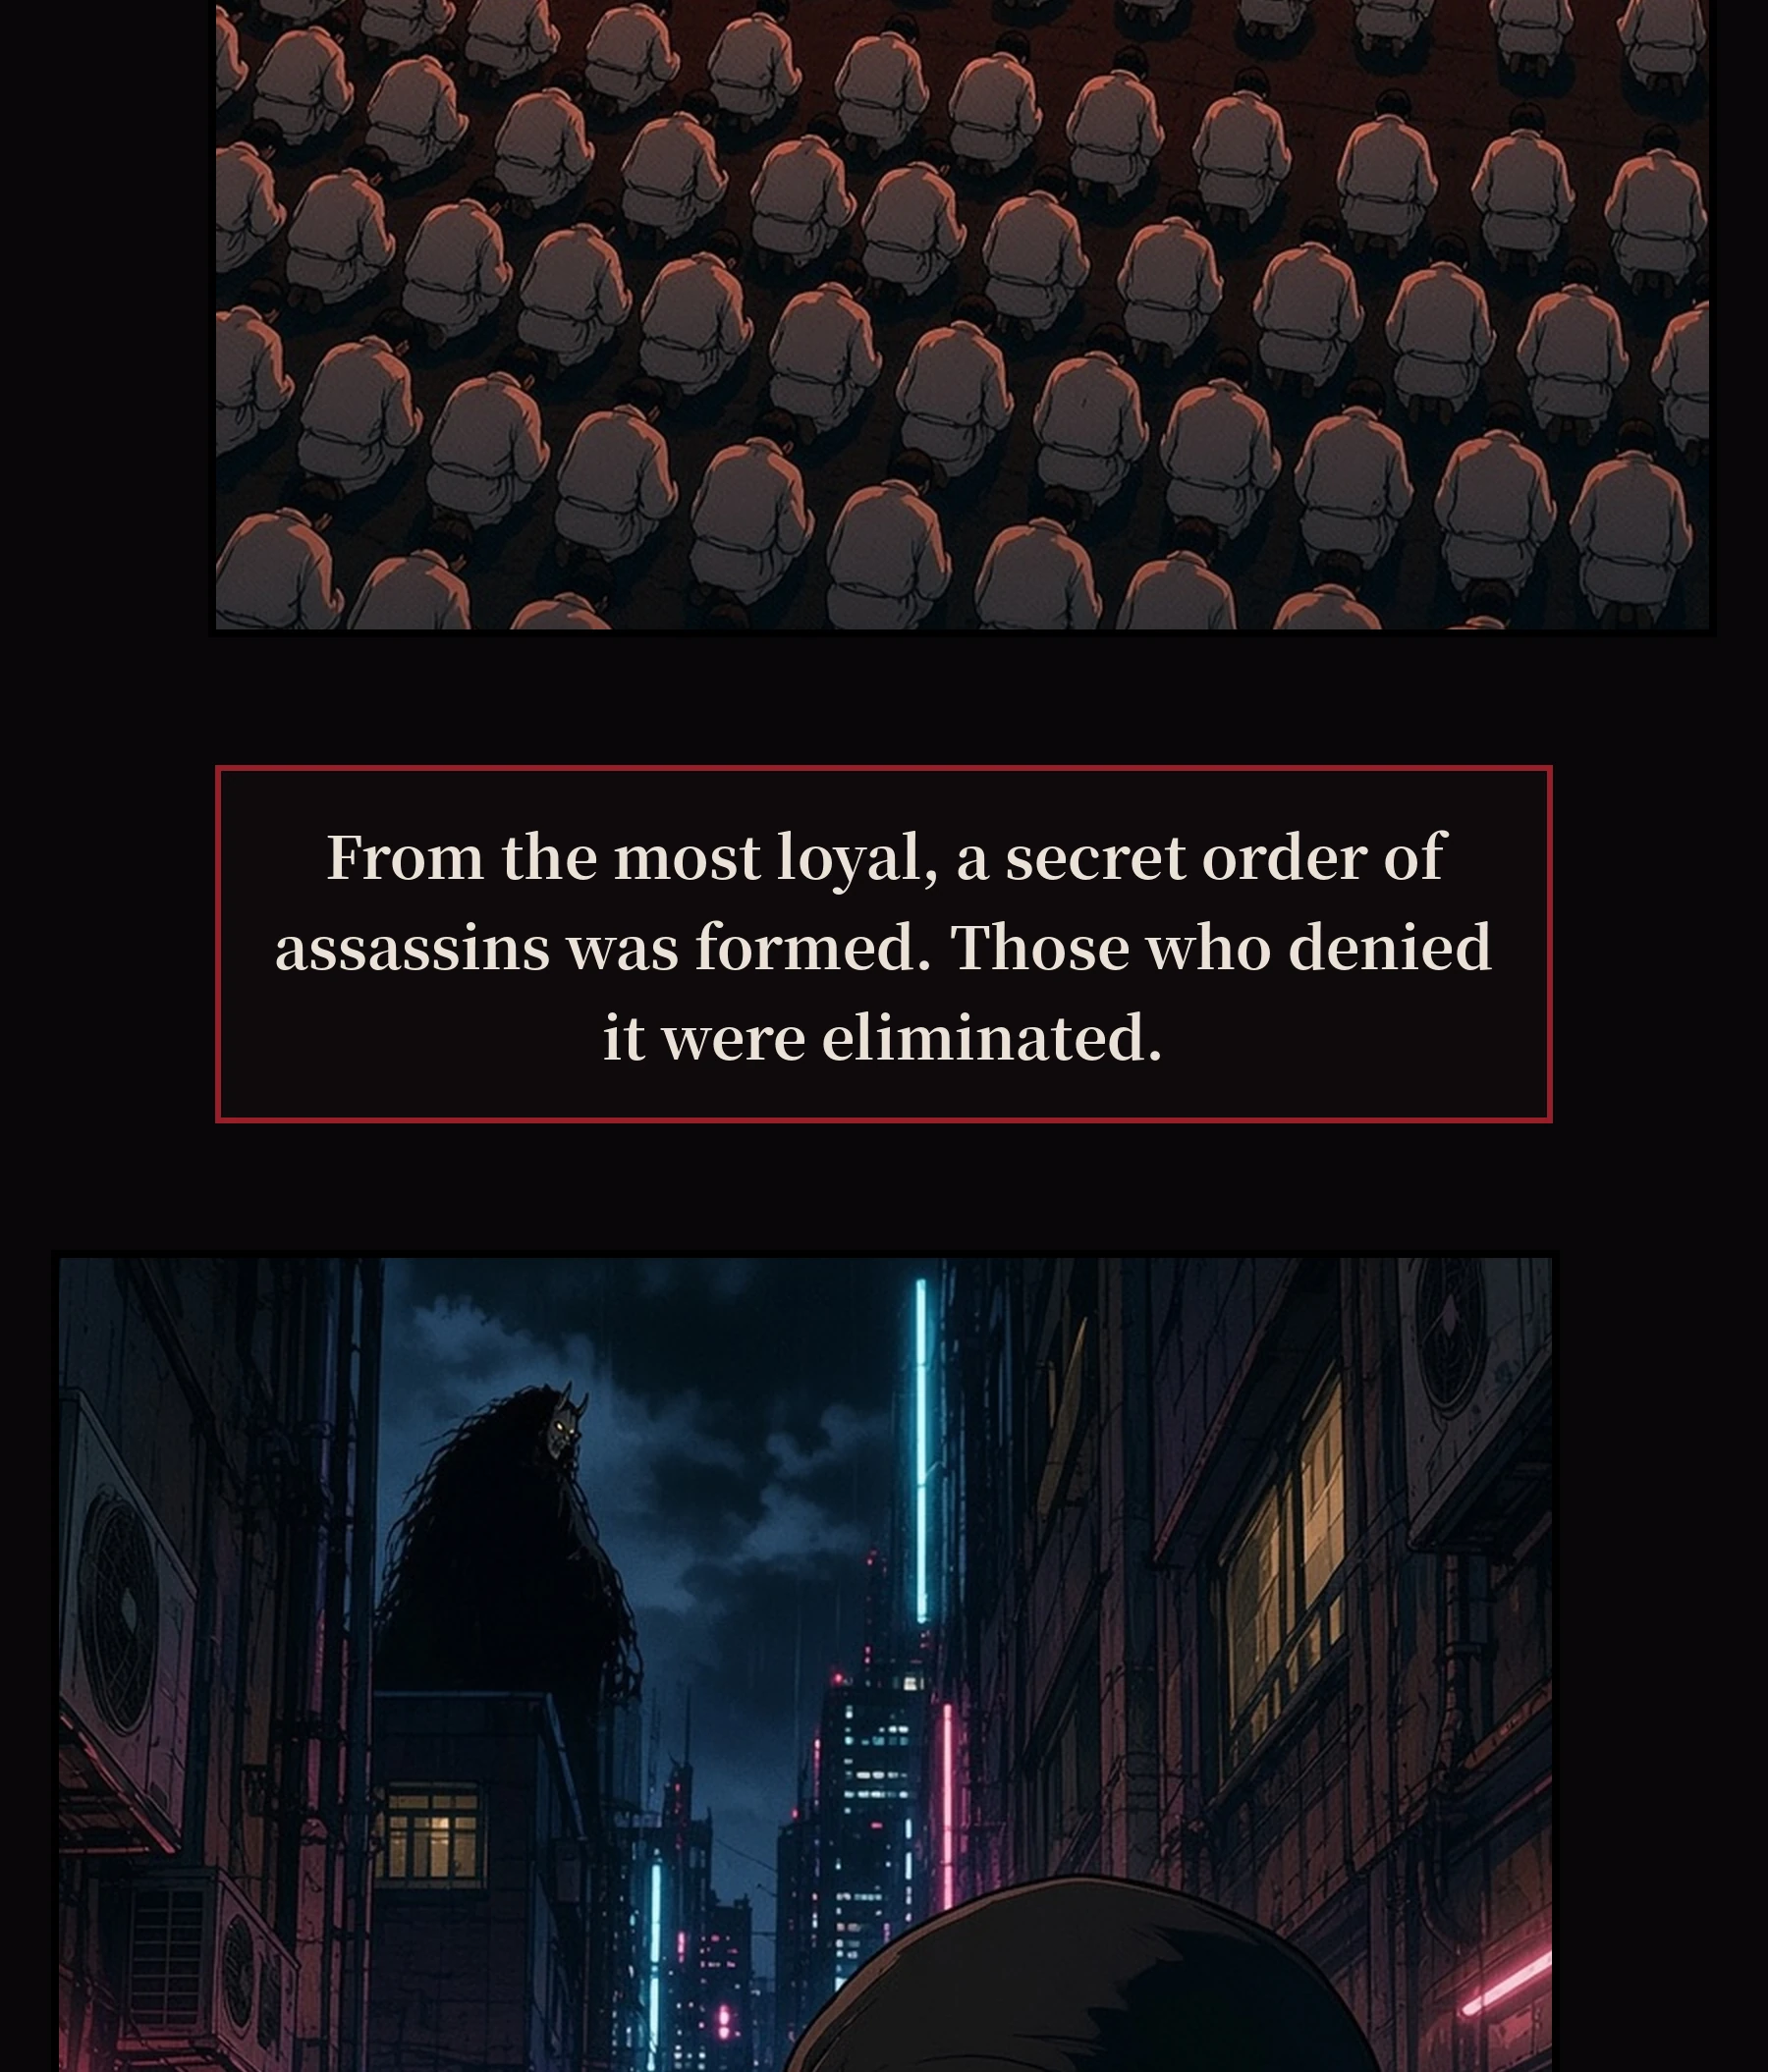 From the most loyal, a secret order of
assassins was formed. Those who denied
it were eliminated.